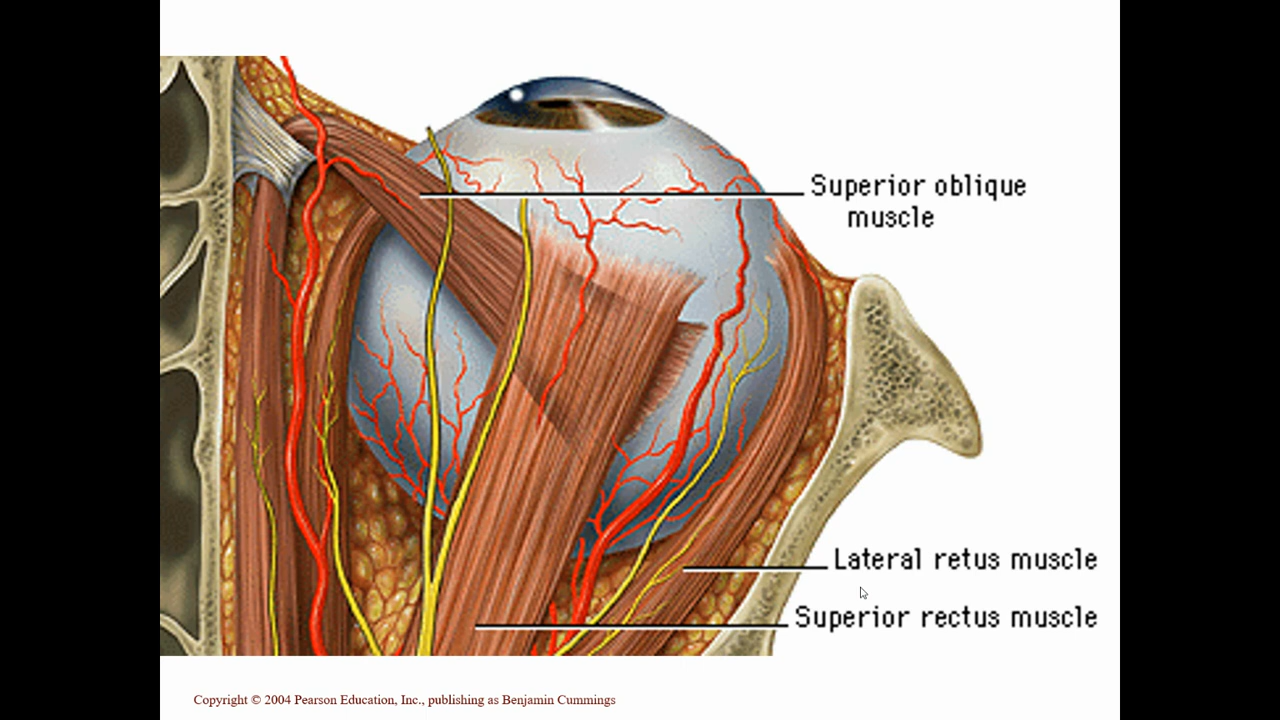 Superior oblique
muscle
Lateral retus muscle
Superior rectus muscle
Copyright © 2004 Pearson Education, Inc., publishing as Benjamin Cummings